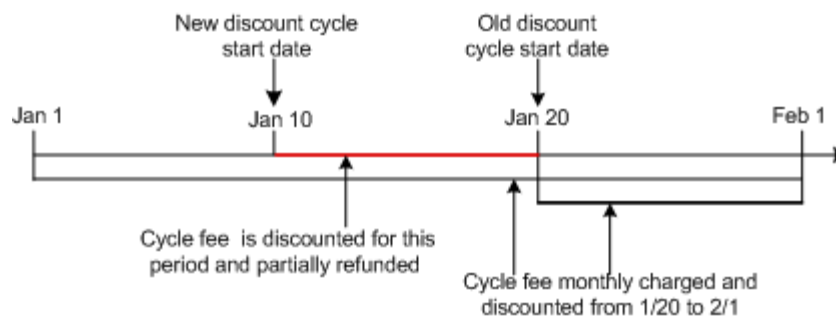 New discount cycle
start date
Old discount
cycle start date
Jan 1
Jan 10
Jan 20
Feb 1
Cycle fee is discounted for this
period and partially refunded
Cycle fee monthly charged and
discounted from 1/20 to 2/1